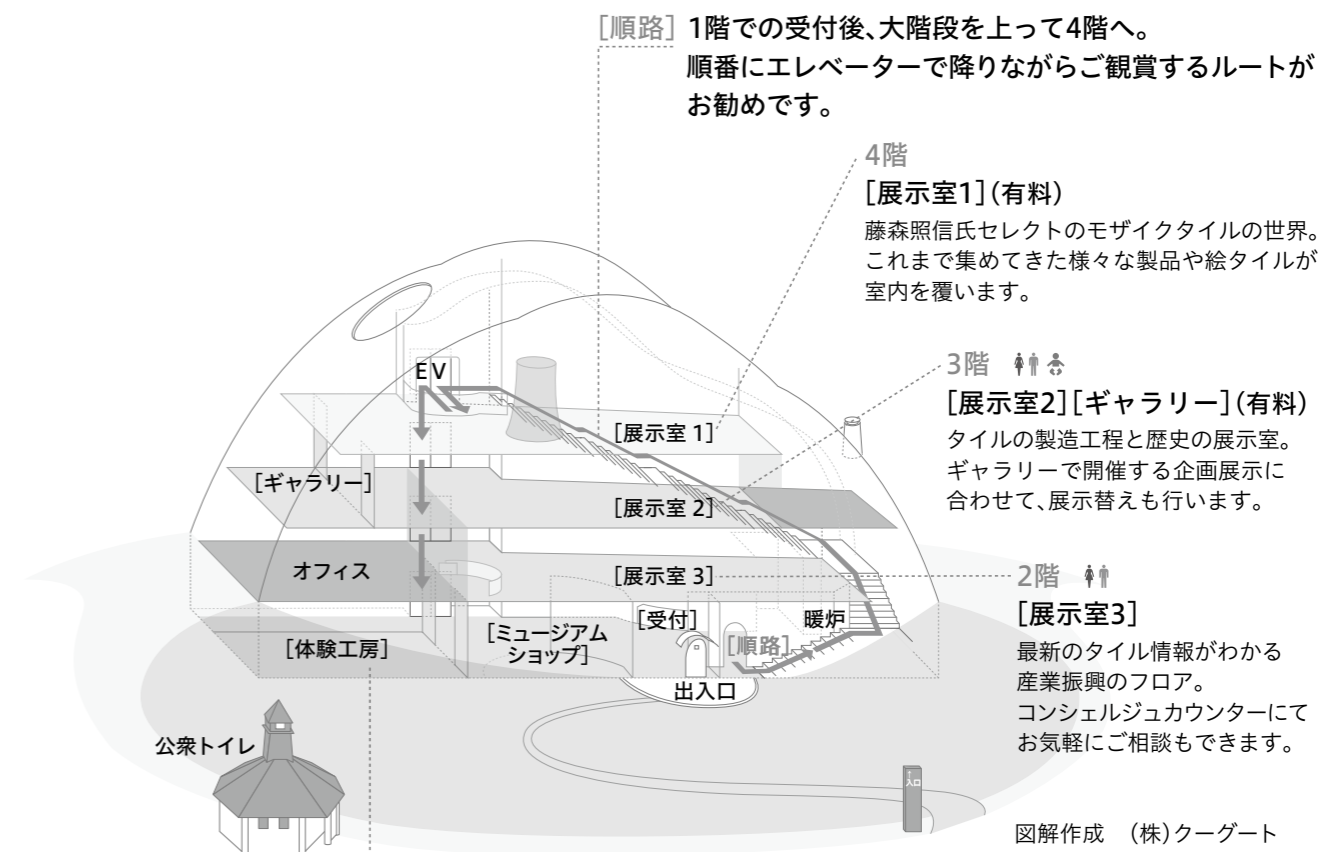 [順路] 1階での受付後、大階段を上って4階へ。
順番にエレベーターで降りながらご観賞するルートが
お勧めです。
4階
[展示室1](有料)
藤森照信氏セレクトのモザイクタイルの世界。
これまで集めてきた様々な製品や絵タイルが
室内を覆います。
3階
[展示室2][ギャラリー](有料)
タイルの製造工程と歴史の展示室。
ギャラリーで開催する企画展示に
合わせて、展示替えも行います。
2階
[展示室3]
最新のタイル情報がわかる
産業振興のフロア。
コンシェルジュカウンターにて
お気軽にご相談もできます。
EV
[展示室 1]
[ギャラリー]
[展示室 2]
オフィス
[展示室 3]
[体験工房]
[ミュージアム
ショップ]
[受付]
暖炉
[順路]
出入口
公衆トイレ
↑
入口
図解作成 (株)クーグート